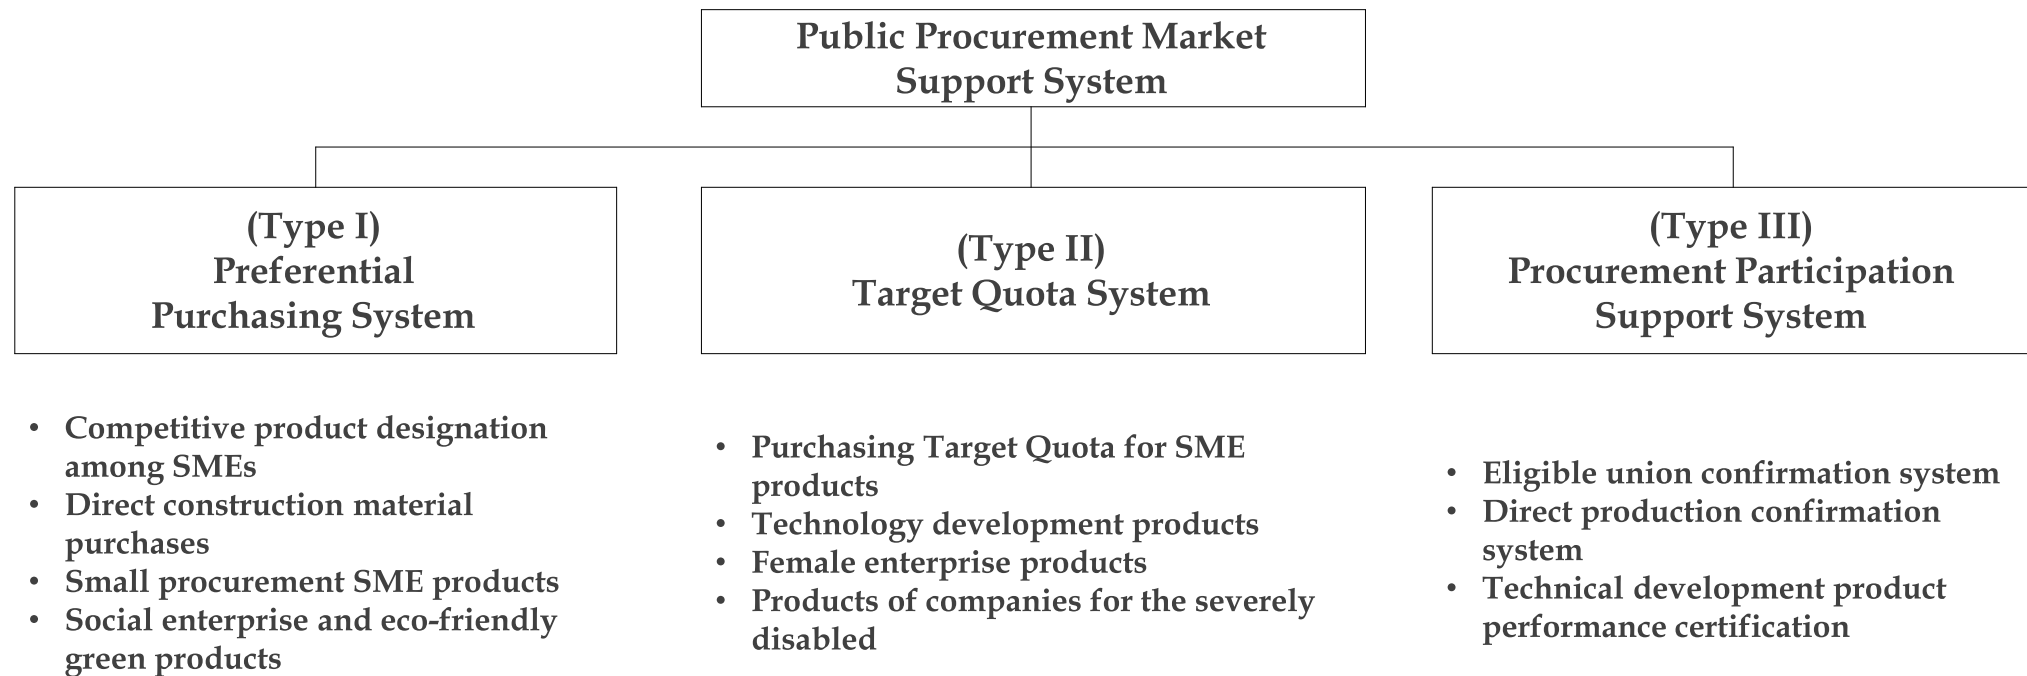 Public Procurement Market
Support System
(Type I)
Preferential
Purchasing System
(Type II)
Target Quota System
(Type III)
Procurement Participation
Support System
• Competitive product designation
among SMEs
• Direct construction material
purchases
• Small procurement SME products
• Social enterprise and eco-friendly
green products
• Purchasing Target Quota for SME
products
• Technology development products
• Female enterprise products
• Products of companies for the severely
disabled
• Eligible union confirmation system
• Direct production confirmation
system
• Technical development product
performance certification